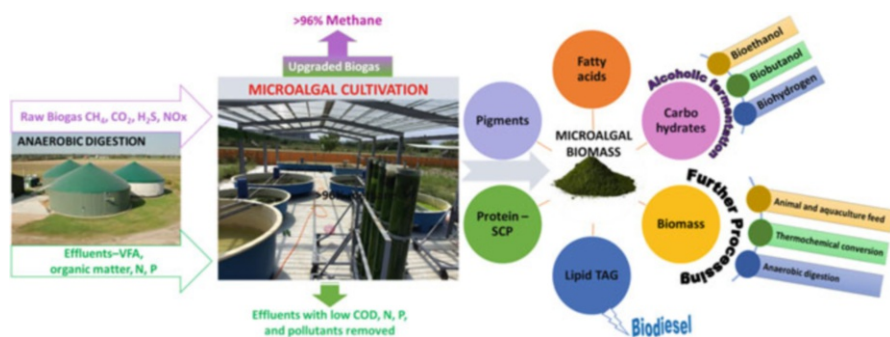 >96% Methane
Upgraded Biogas
MICROALGAL CULTIVATION
Raw Biogas CH₄, CO₂, H₂S, NOx
ANAEROBIC DIGESTION
Effluents–VFA,
organic matter, N, P
>96%
Effluents with low COD, N, P,
and pollutants removed
Fatty
acids
Pigments
MICROALGAL
BIOMASS
Carbo
hydrates
Protein –
SCP
Biomass
Lipid TAG
Biodiesel
Alcoholic fermentation
Bioethanol
Biobutanol
Biohydrogen
Further Processing
Animal and aquaculture feed
Thermochemical conversion
Anaerobic digestion